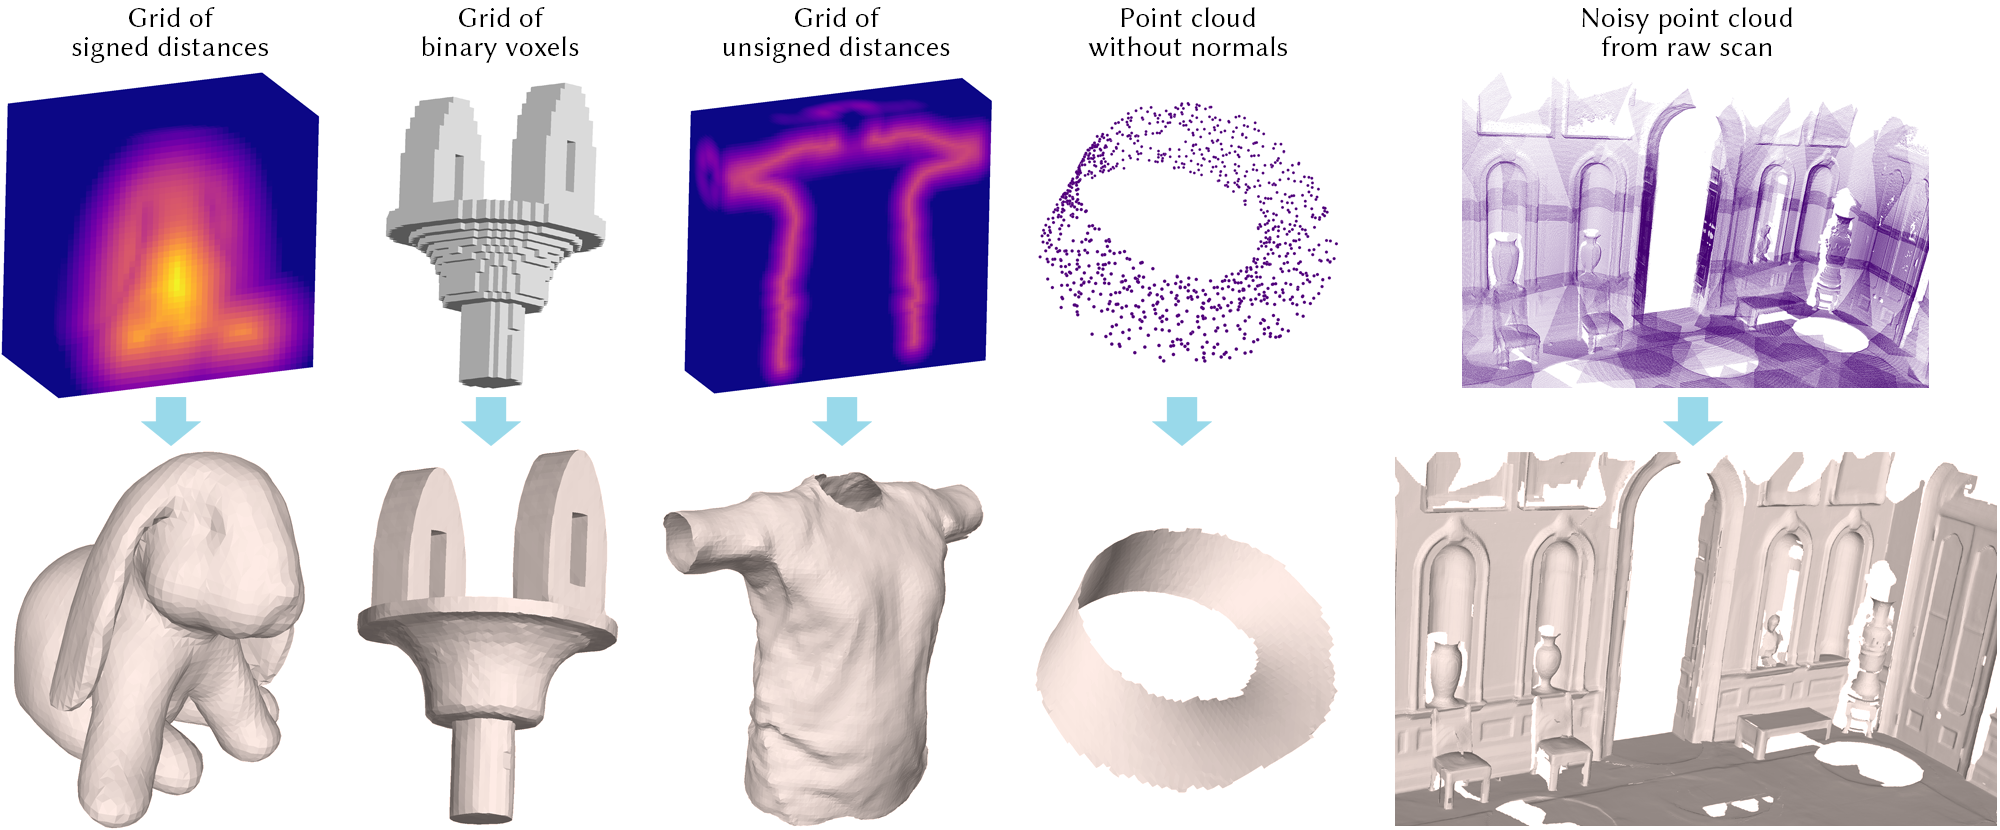 Grid of
signed distances
Grid of
binary voxels
Grid of
unsigned distances
Point cloud
without normals
Noisy point cloud
from raw scan